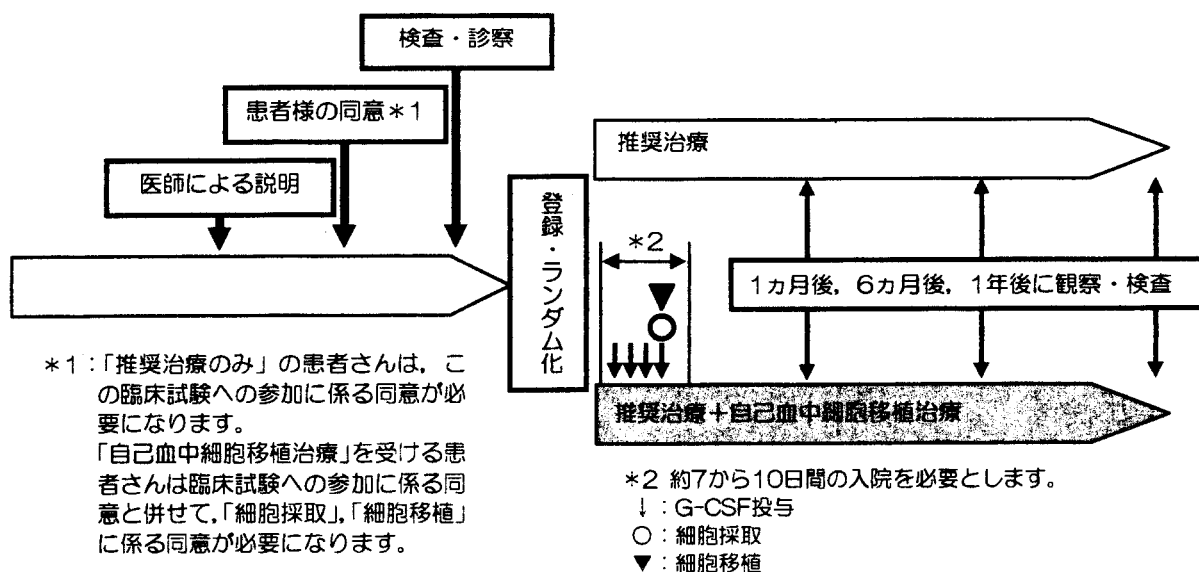 検査・診察
患者様の同意*1
医師による説明
登録・ランダム化
推奨治療
*2
1ヵ月後,6ヵ月後,1年後に観察・検査
推奨治療+自己血中細胞移植治療
*1:「推奨治療のみ」の患者さんは,こ
の臨床試験への参加に係る同意が必
要になります。
「自己血中細胞移植治療」を受ける患
者さんは臨床試験への参加に係る同
意と併せて,「細胞採取」,「細胞移植」
に係る同意が必要になります。
*2 約7から10日間の入院を必要とします。
↓:G-CSF投与
○:細胞採取
▼:細胞移植